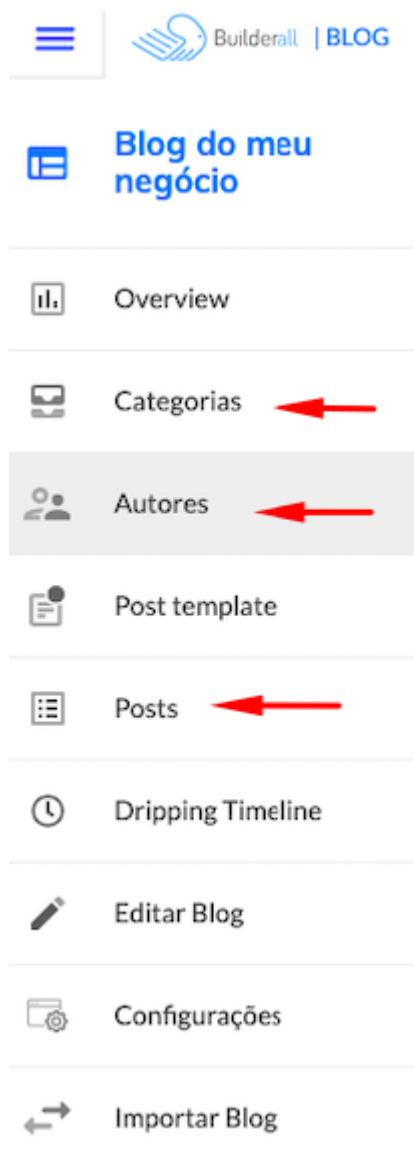 Builderall | BLOG
Blog do meu
negócio
Overview
Categorias
Autores
Post template
Posts
Dripping Timeline
Editar Blog
Configurações
Importar Blog